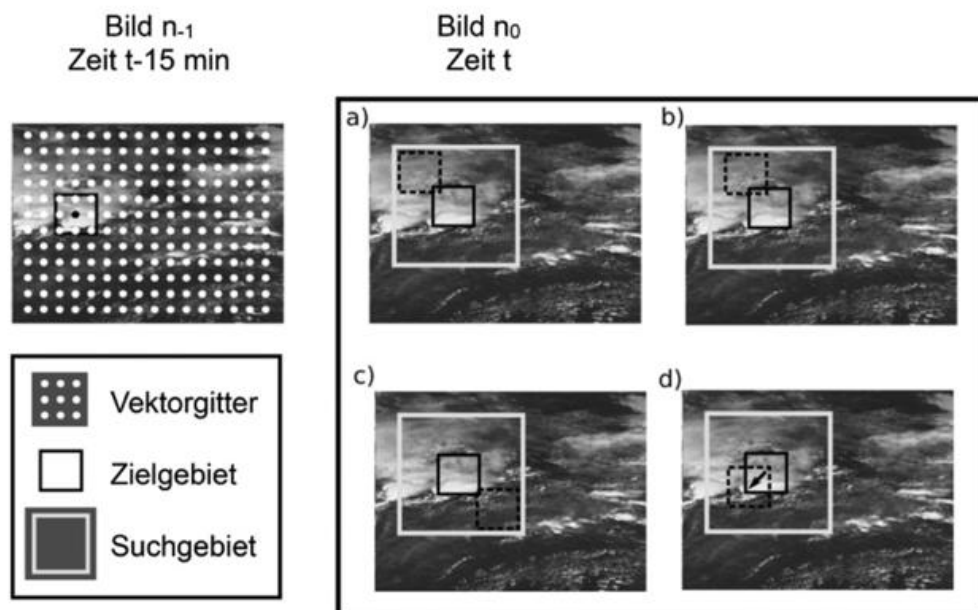 Bild n₋₁
Zeit t-15 min
Bild n₀
Zeit t
a)
b)
c)
d)
Vektorgitter
Zielgebiet
Suchgebiet